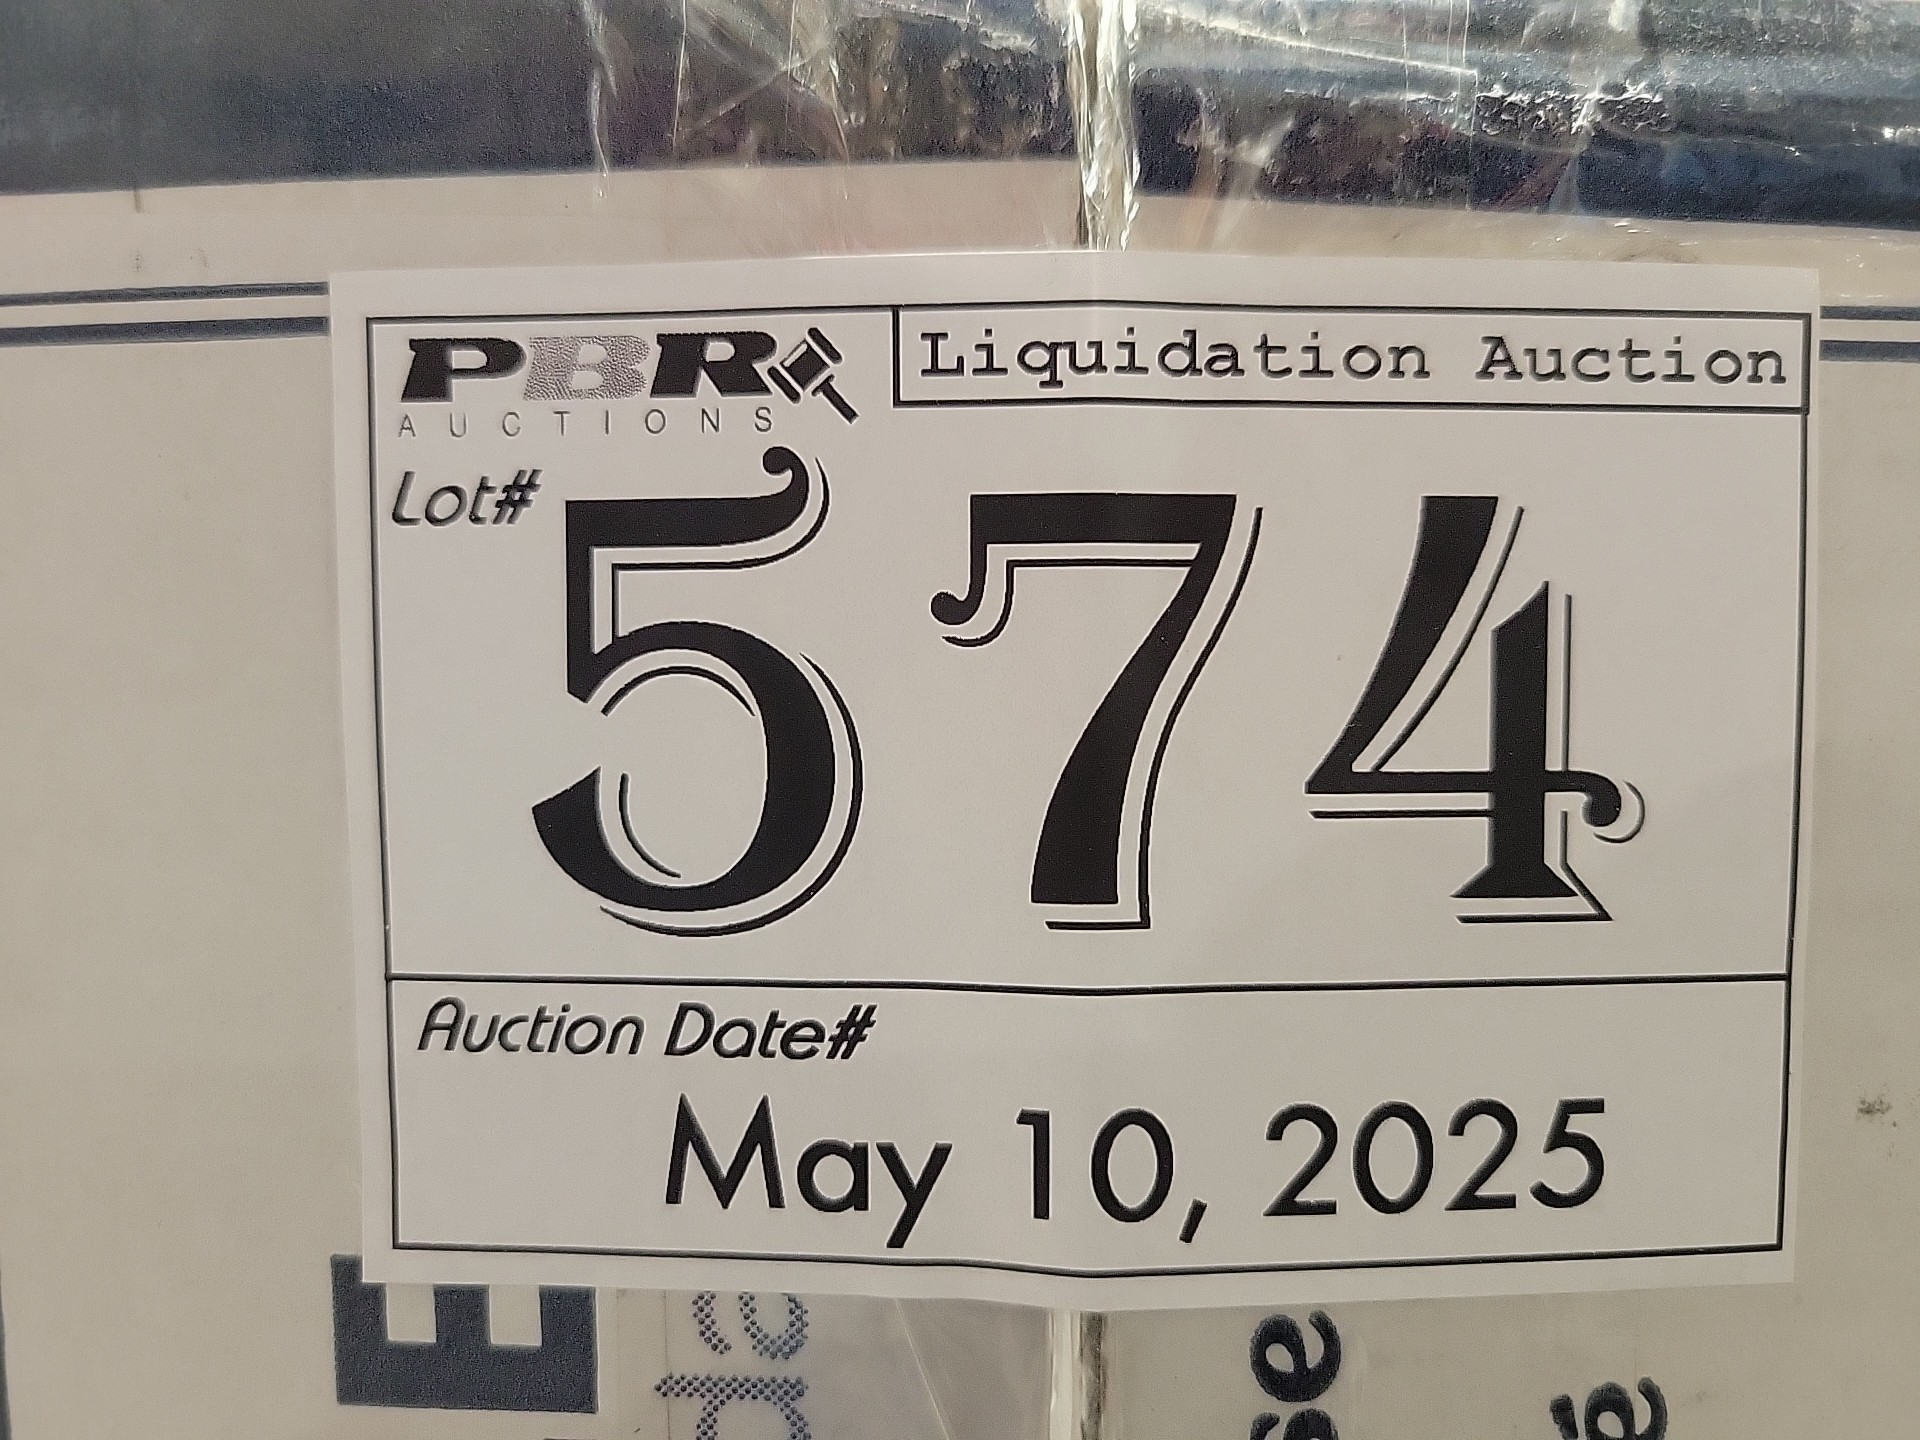 PBR
AUCTIONS
Liquidation Auction
Lot#
574
Auction Date#
May 10, 2025